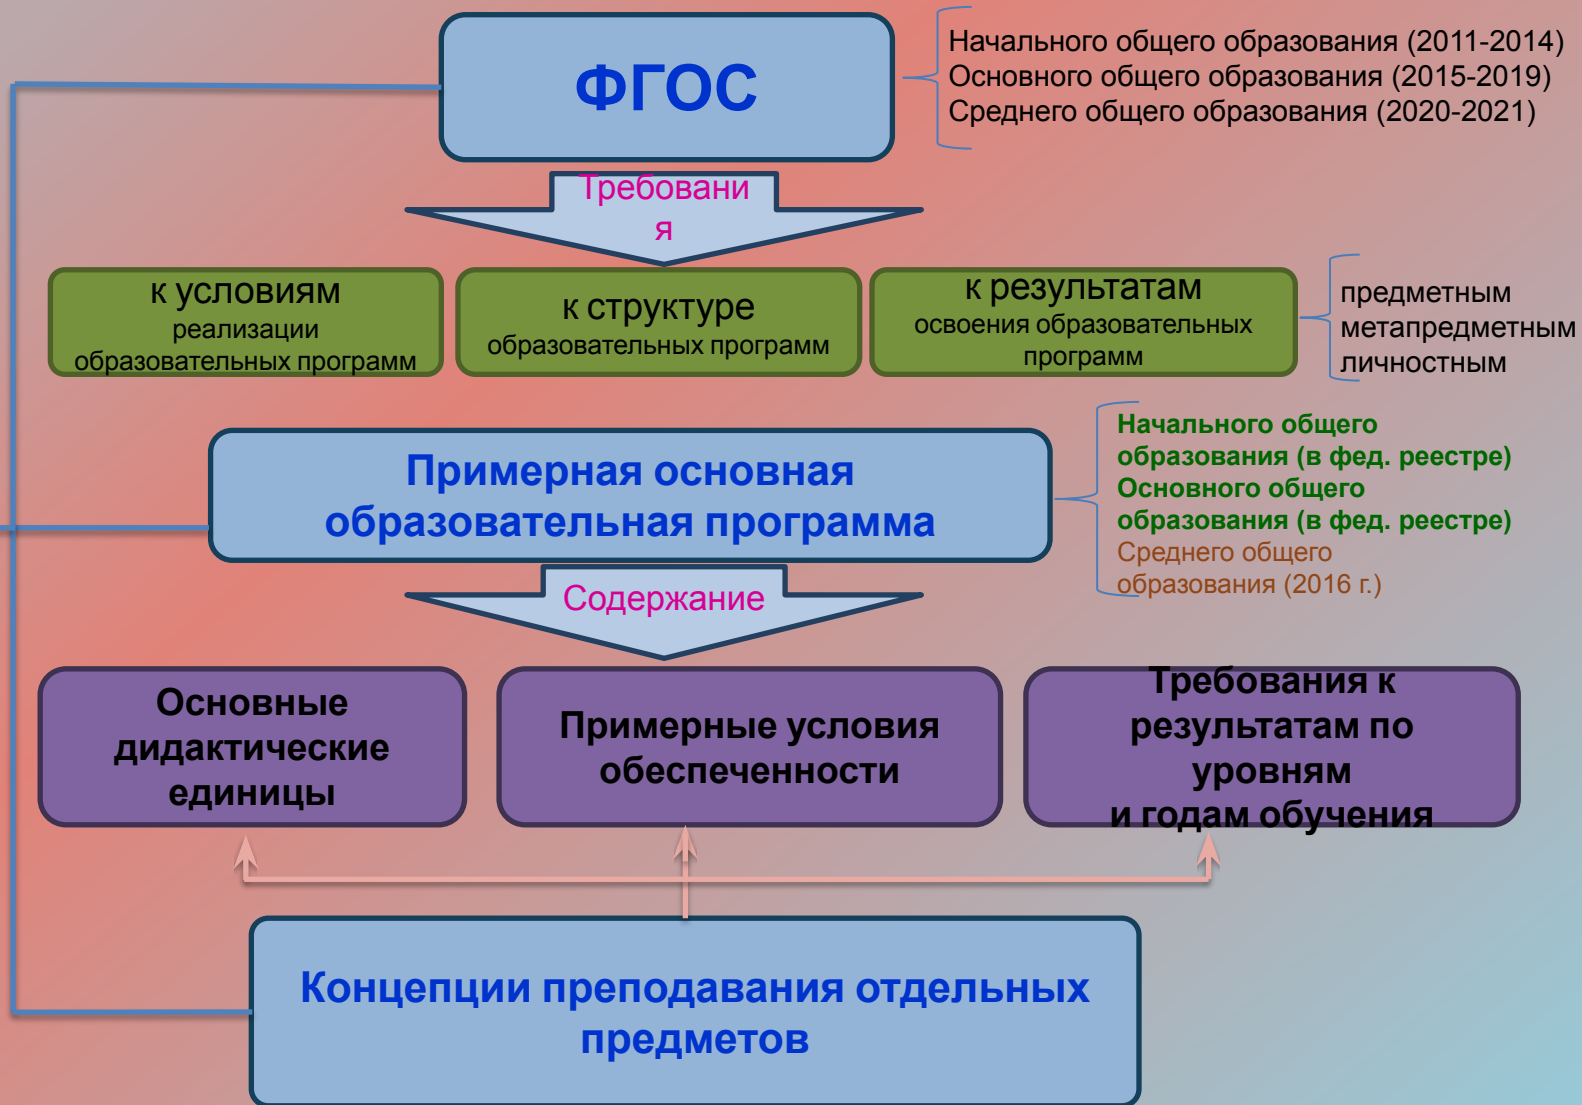 ФГОС
Начального общего образования (2011-2014)
Основного общего образования (2015-2019)
Среднего общего образования (2020-2021)
Требовани
я
к условиям
реализации
образовательных программ
к структуре
образовательных программ
к результатам
освоения образовательных
программ
предметным
метапредметным
личностным
Примерная основная
образовательная программа
Начального общего
образования (в фед. реестре)
Основного общего
образования (в фед. реестре)
Среднего общего
образования (2016 г.)
Содержание
Основные
дидактические
единицы
Примерные условия
обеспеченности
Требования к
результатам по
уровням
и годам обучения
Концепции преподавания отдельных
предметов